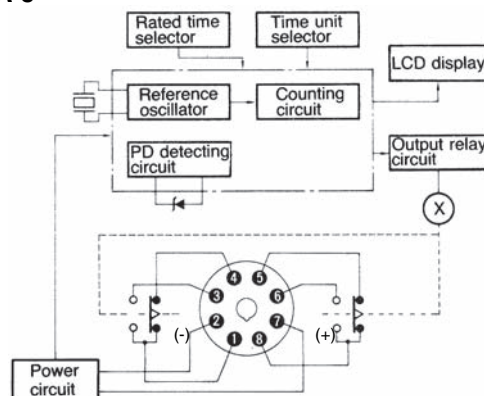 Rated time
selector
Time unit
selector
LCD display
Reference
oscillator
Counting
circuit
PD detecting
circuit
Output relay
circuit
X
4
5
3
6
2
7
1
8
(-)
(+)
Power
circuit